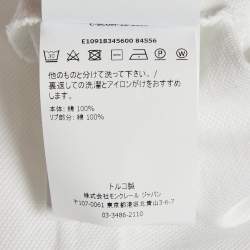 E10918345600 84556
他のものと分けて洗って下さい。/
裏返しての洗濯とアイロンがけをおすすめ
します。
本体: 綿 100%
リブ部分: 綿 100%
トルコ製
株式会社モンクレール ジャパン
〒107-0061 東京都港区北青山3-6-7
03-3486-2110